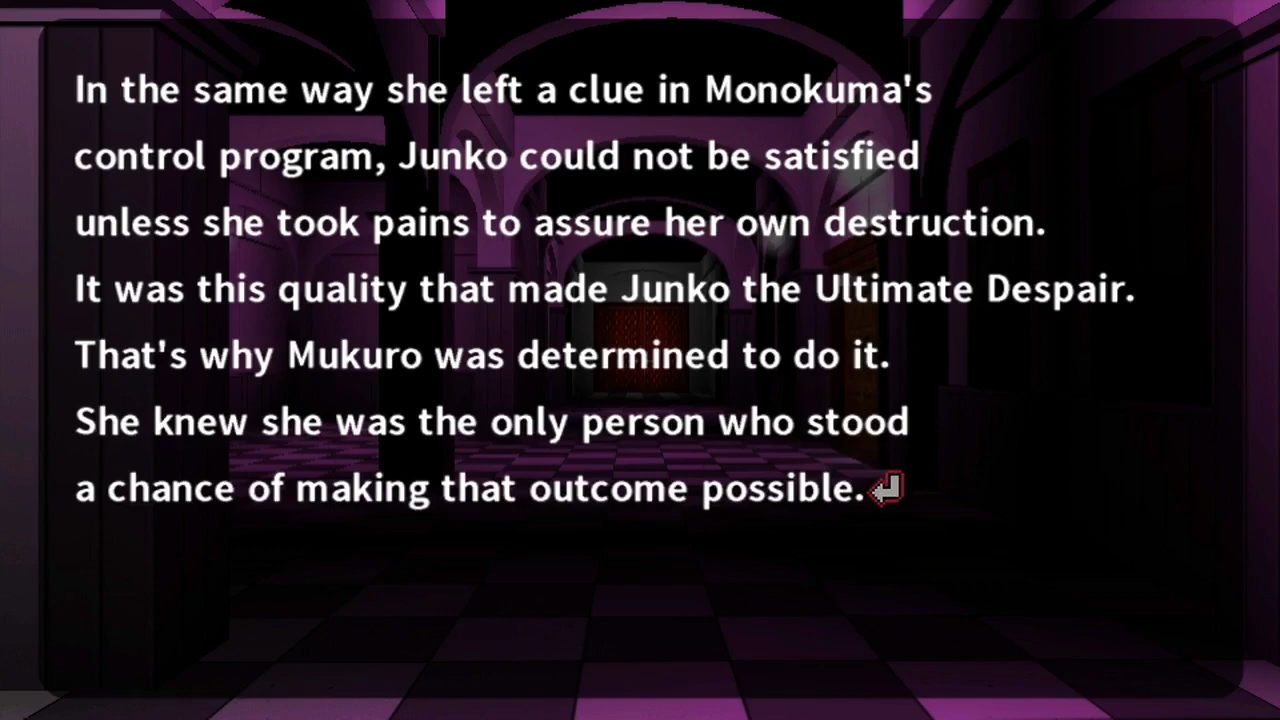 In the same way she left a clue in Monokuma's
control program, Junko could not be satisfied
unless she took pains to assure her own destruction.
It was this quality that made Junko the Ultimate Despair.
That's why Mukuro was determined to do it.
She knew she was the only person who stood
a chance of making that outcome possible.